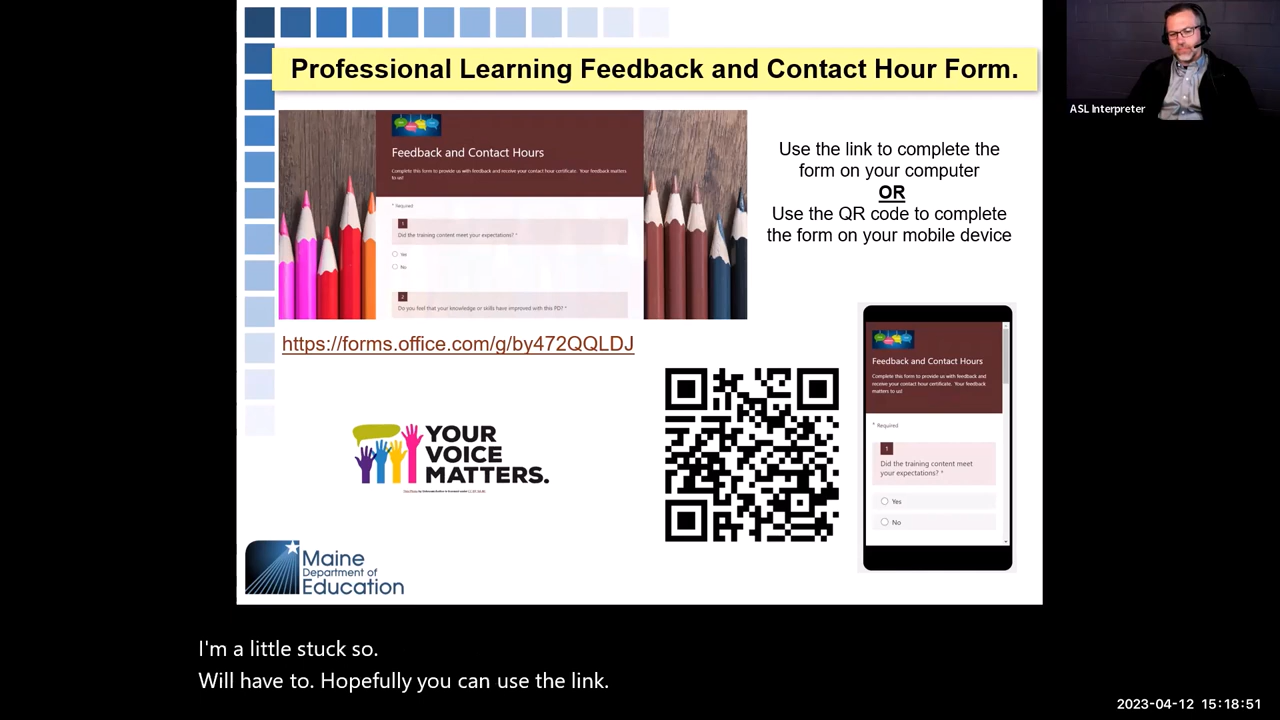 Professional Learning Feedback and Contact Hour Form.
ASL Interpreter
Feedback and Contact Hours
Complete this form to provide us with feedback and receive your contact hour certificate. Your feedback matters
to us!
* Required
1
Did the training content meet your expectations? *
Yes
No
2
Do you feel that your knowledge or skills have improved with this PD? *
Use the link to complete the
form on your computer
OR
Use the QR code to complete
the form on your mobile device
https://forms.office.com/g/by472QQLDJ
YOUR
VOICE
MATTERS.
Feedback and Contact Hours
Complete this form to provide us with feedback and
receive your contact hour certificate. Your feedback
matters to us!
* Required
1
Did the training content meet
your expectations? *
Yes
No
Maine
Department of
Education
I'm a little stuck so.
Will have to. Hopefully you can use the link.
2023-04-12 15:18:51